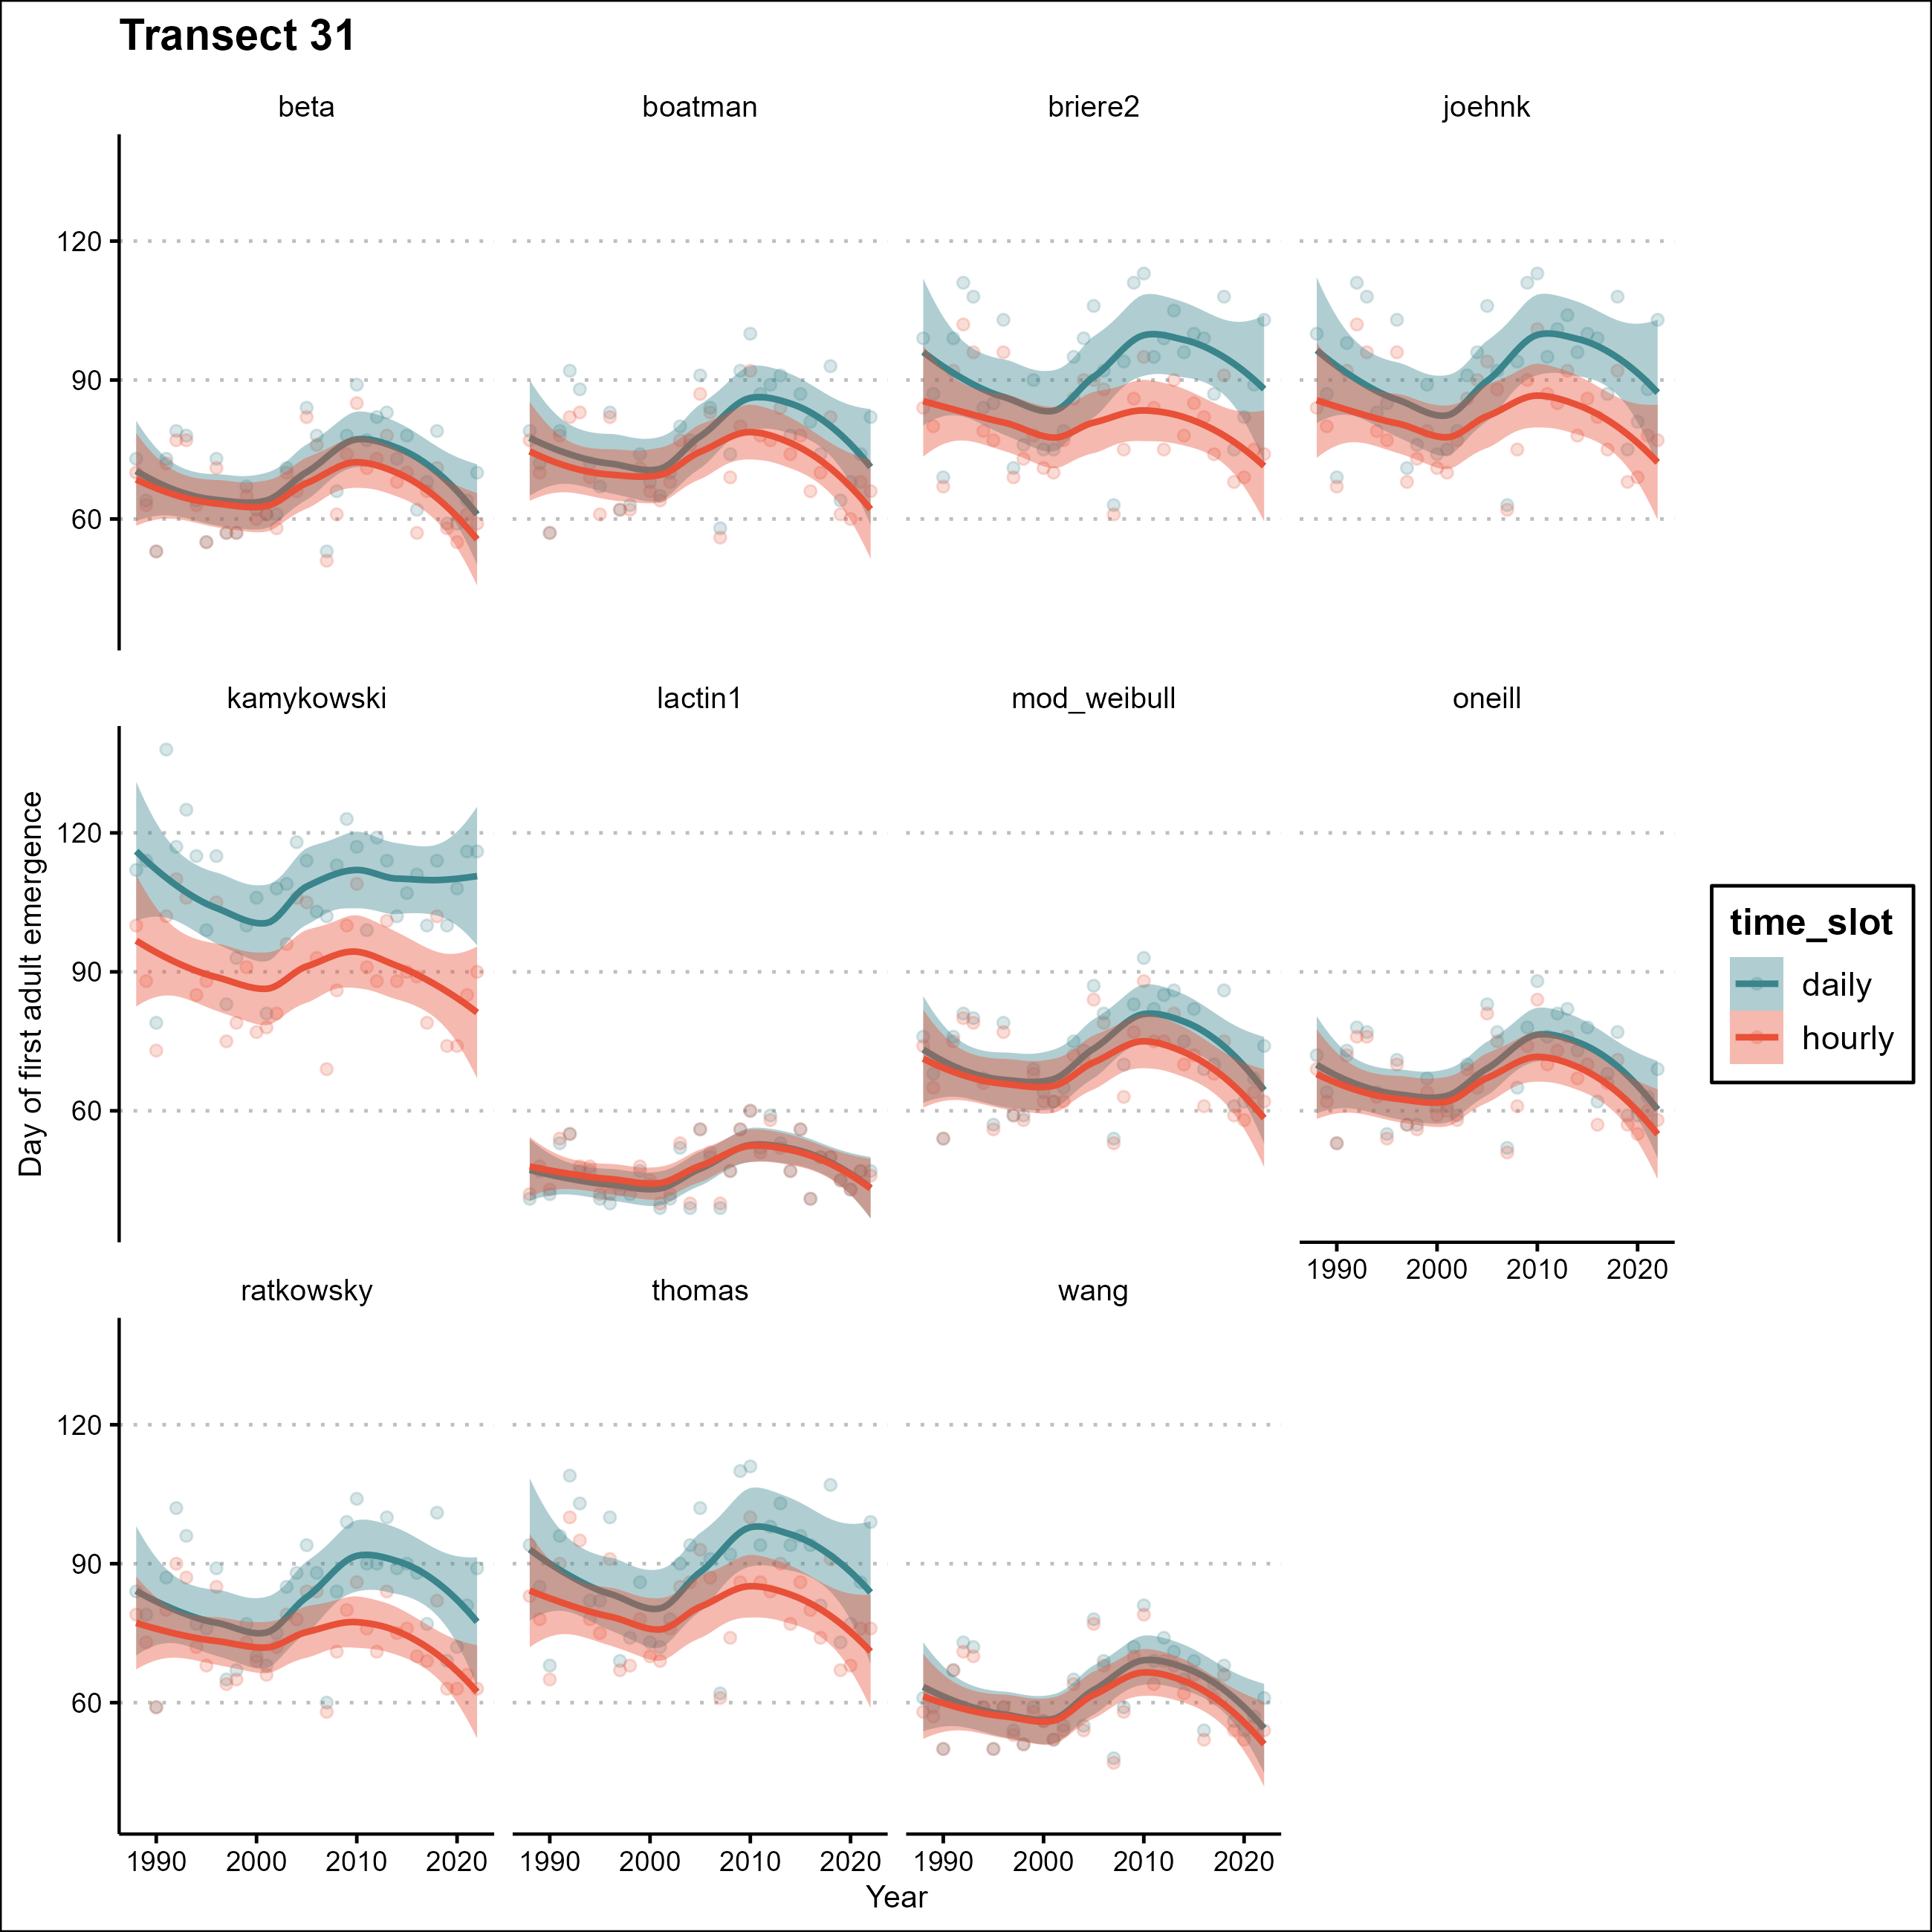 Transect 31
beta
boatman
briere2
joehnk
120
90
60
kamykowski
lactin1
mod_weibull
oneill
120
90
60
1990 2000 2010 2020
ratkowsky
thomas
wang
120
90
60
1990 2000 2010 2020
1990 2000 2010 2020
1990 2000 2010 2020
Year
Day of first adult emergence
time_slot
daily
hourly